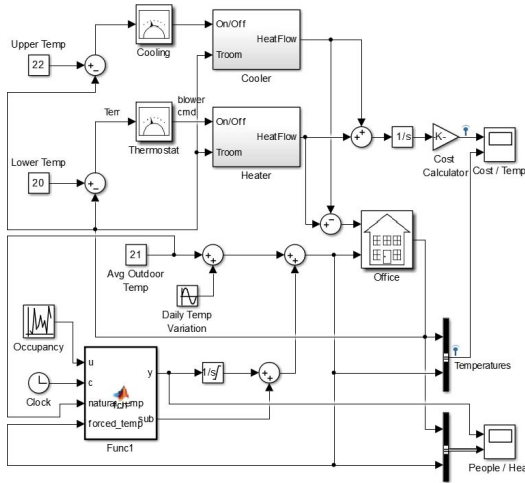 On/Off
HeatFlow
Troom
Cooler
Cooling
Upper Temp
22
Terr
blower
cmd
On/Off
HeatFlow
Troom
Heater
Thermostat
1/s
-K-
Cost
Calculator
Cost / Temp
Lower Temp
20
Office
21
Avg Outdoor
Temp
Daily Temp
Variation
Occupancy
Clock
u
c
y
sub
forced_temp
Func1
1/s
Temperatures
People / Hea